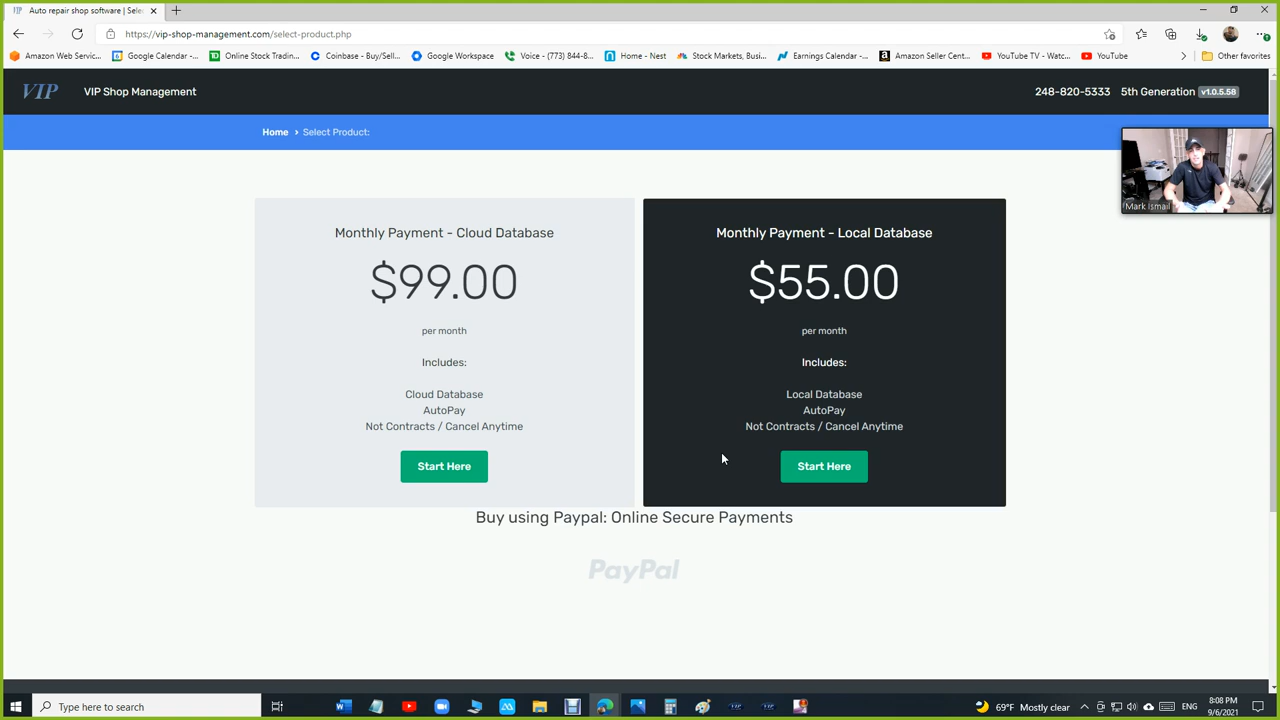 Auto repair shop software | Sele
https://vip-shop-management.com/select-product.php
Amazon Web Servic...
Google Calendar -...
Online Stock Tradin...
Coinbase - Buy/Sell...
Google Workspace
Voice - (773) 844-8...
Home - Nest
Stock Markets, Busi...
Earnings Calendar -...
Amazon Seller Cent...
YouTube TV - Watc...
YouTube
Other favorites
VIP
VIP Shop Management
248-820-5333
5th Generation v1.0.5.58
Home › Select Product:
Mark Ismail
Monthly Payment - Cloud Database
$99.00
per month
Includes:
Cloud Database
AutoPay
Not Contracts / Cancel Anytime
Start Here
Monthly Payment - Local Database
$55.00
per month
Includes:
Local Database
AutoPay
Not Contracts / Cancel Anytime
Start Here
Buy using Paypal: Online Secure Payments
PayPal
Type here to search
69°F Mostly clear
ENG
8:08 PM
9/6/2021